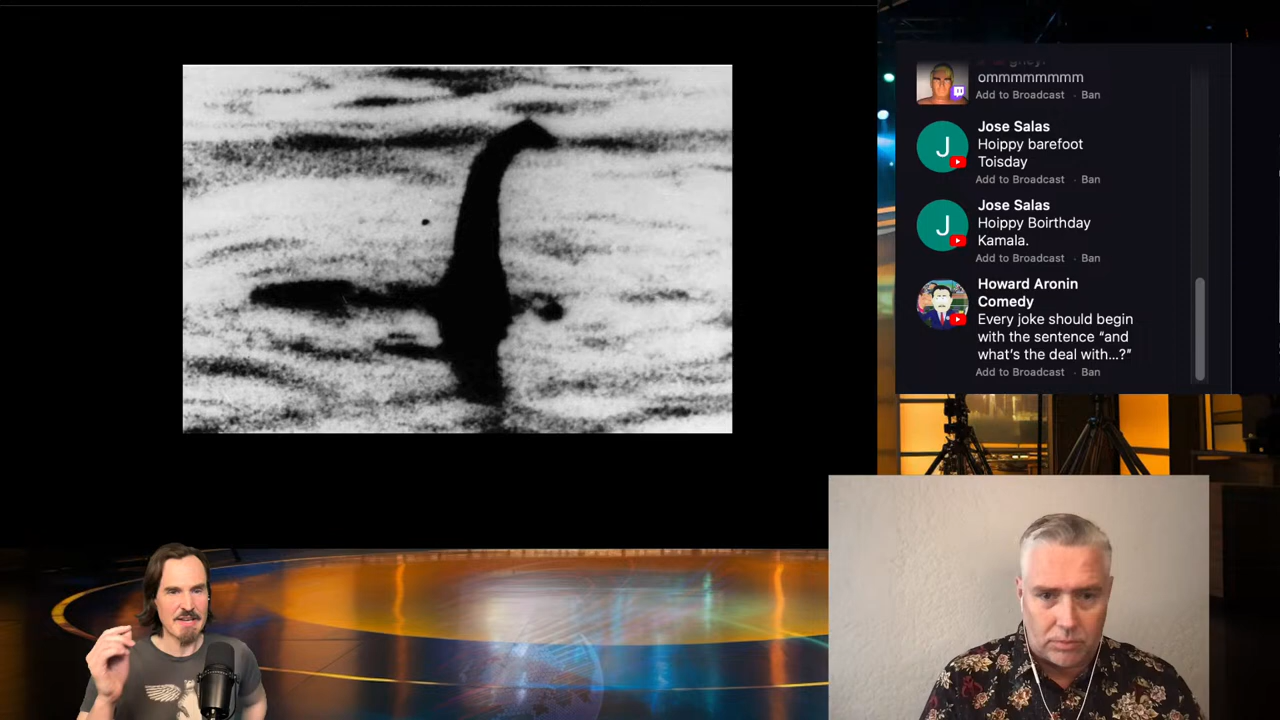 ommmmmmmm
Add to Broadcast · Ban
Jose Salas
Hoippy barefoot
Toisday
Add to Broadcast · Ban
Jose Salas
Hoippy Boirthday
Kamala.
Add to Broadcast · Ban
Howard Aronin
Comedy
Every joke should begin
with the sentence “and
what’s the deal with...?”
Add to Broadcast · Ban
J
J